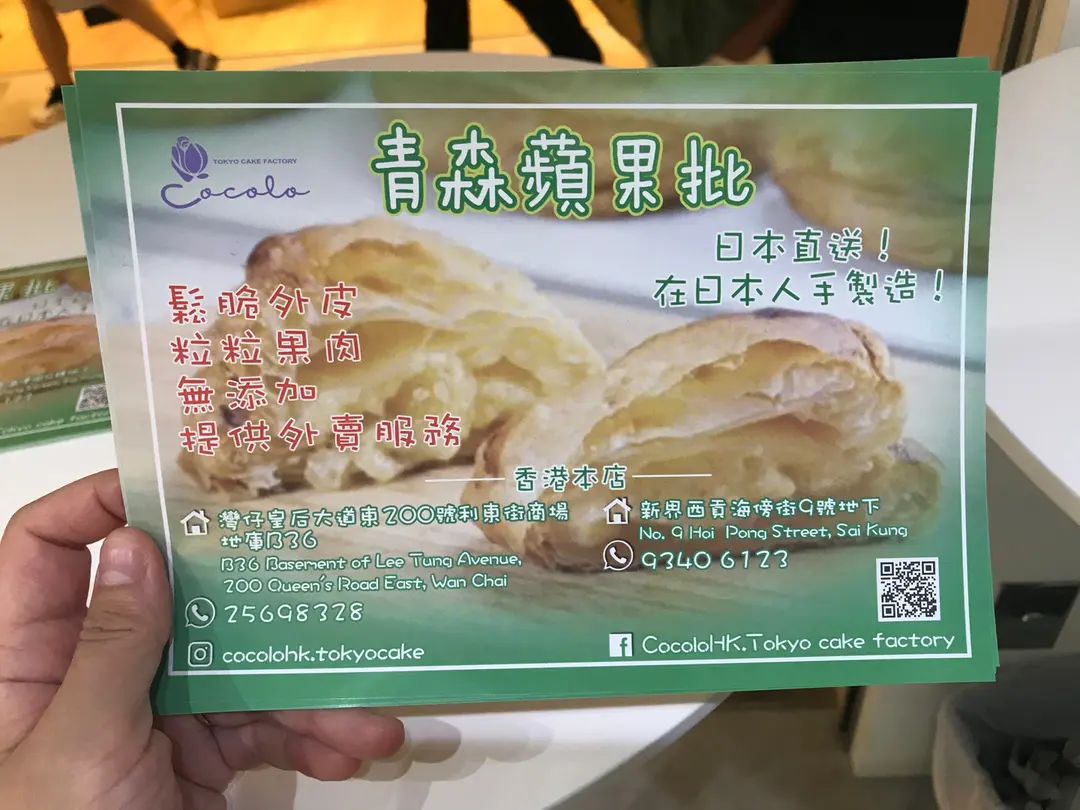 TOKYO CAKE FACTORY
Cocolo
青森蘋果批
日本直送！
在日本人手製造！
鬆脆外皮
粒粒果肉
無添加
提供外賣服務
香港本店
灣仔皇后大道東200號利東街商場
地庫B36
B36 Basement of Lee Tung Avenue,
200 Queen's Road East, Wan Chai
25698328
cocolohk.tokyocake
新界西貢海傍街9號地下
No. 9 Hoi Pong Street, Sai Kung
9340 6123
CocoloHK.Tokyo cake factory